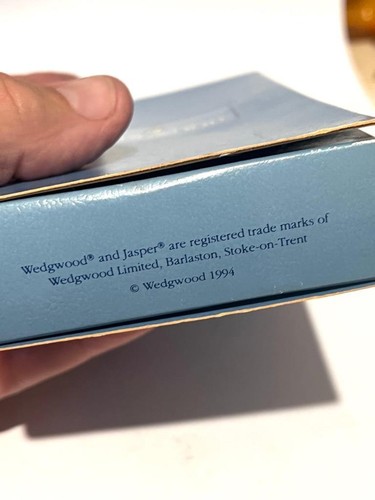 Wedgwood® and Jasper® are registered trade marks of
Wedgwood Limited, Barlaston, Stoke-on-Trent
© Wedgwood 1994